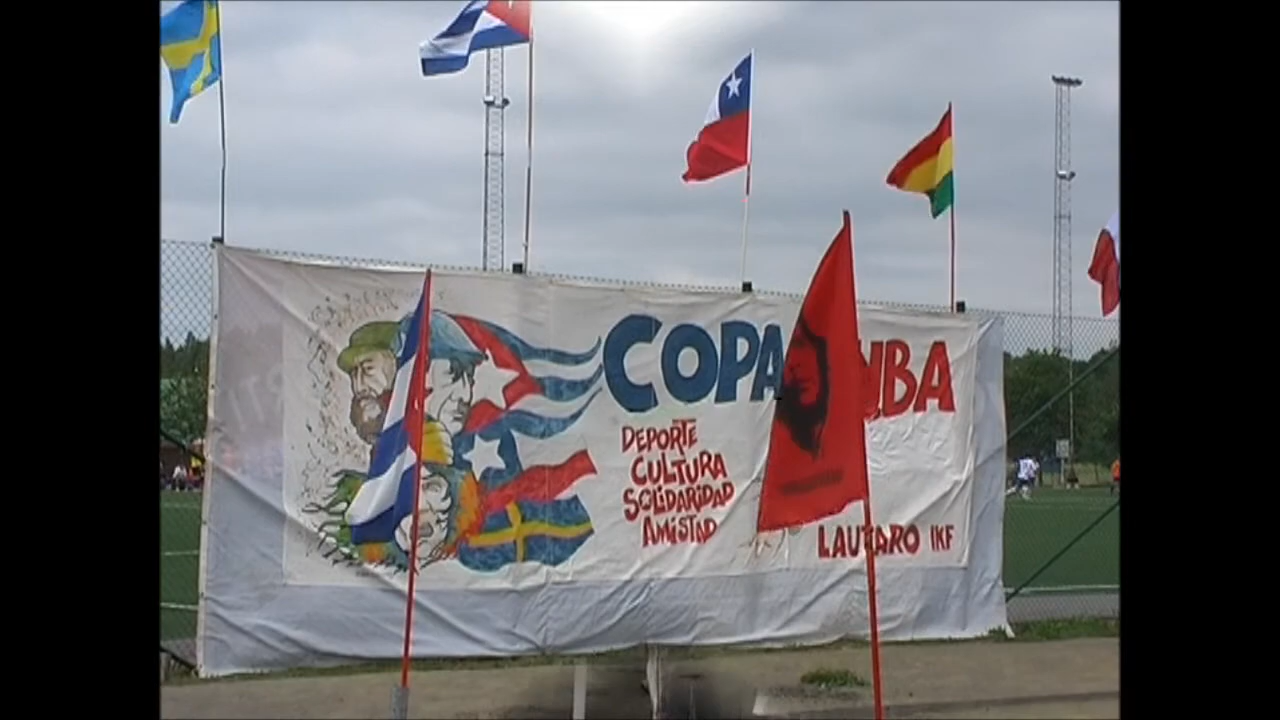 COPA UBA
DEPORTE
CULTURA
SOLIDARIDAD
AMISTAD
LAUTARO IKF